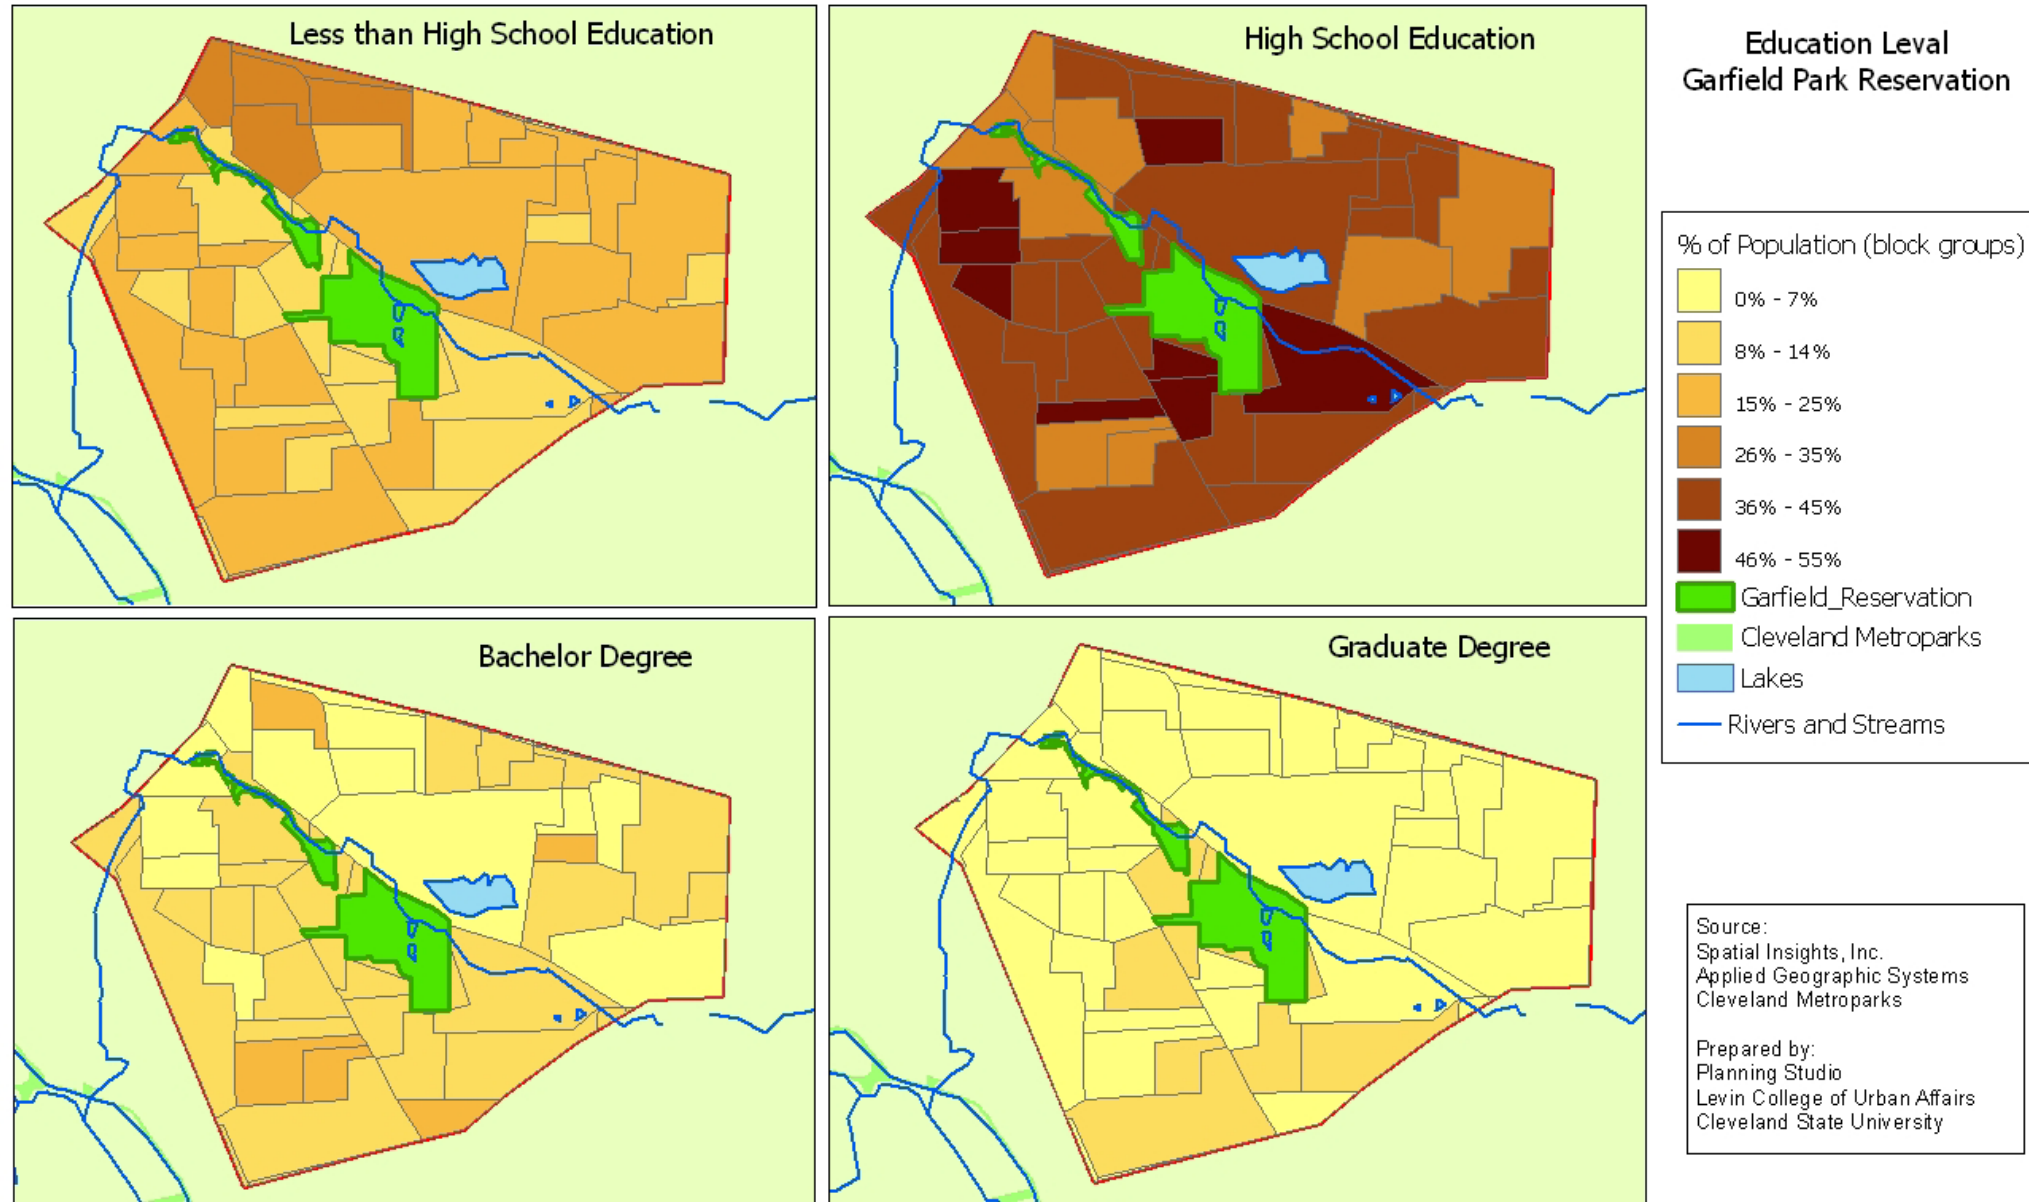 Less than High School Education
High School Education
Bachelor Degree
Graduate Degree
Education Leval
Garfield Park Reservation
% of Population (block groups)
0% - 7%
8% - 14%
15% - 25%
26% - 35%
36% - 45%
46% - 55%
Garfield_Reservation
Cleveland Metroparks
Lakes
Rivers and Streams
Source:
Spatial Insights, Inc.
Applied Geographic Systems
Cleveland Metroparks
Prepared by:
Planning Studio
Levin College of Urban Affairs
Cleveland State University